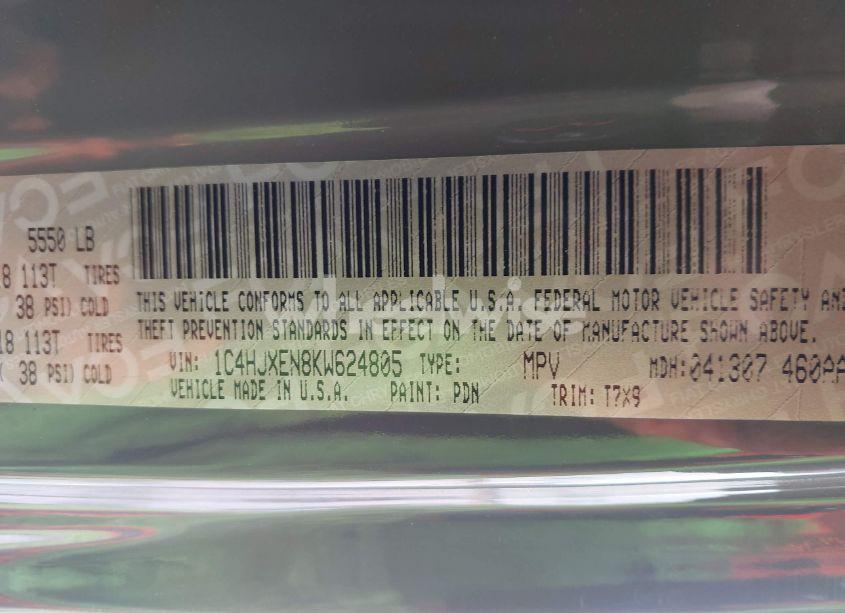 5550 LB
8 113T TIRES
38 PSI) COLD
18 113T TIRES
( 38 PSI) COLD
THIS VEHICLE CONFORMS TO ALL APPLICABLE U.S.A. FEDERAL MOTOR VEHICLE SAFETY AND
THEFT PREVENTION STANDARDS IN EFFECT ON THE DATE OF MANUFACTURE SHOWN ABOVE.
VIN: 1C4HJXEN8KW624805 TYPE: MPV MDH:041307 460AA
VEHICLE MADE IN U.S.A. PAINT: PDN TRIM: T7X9